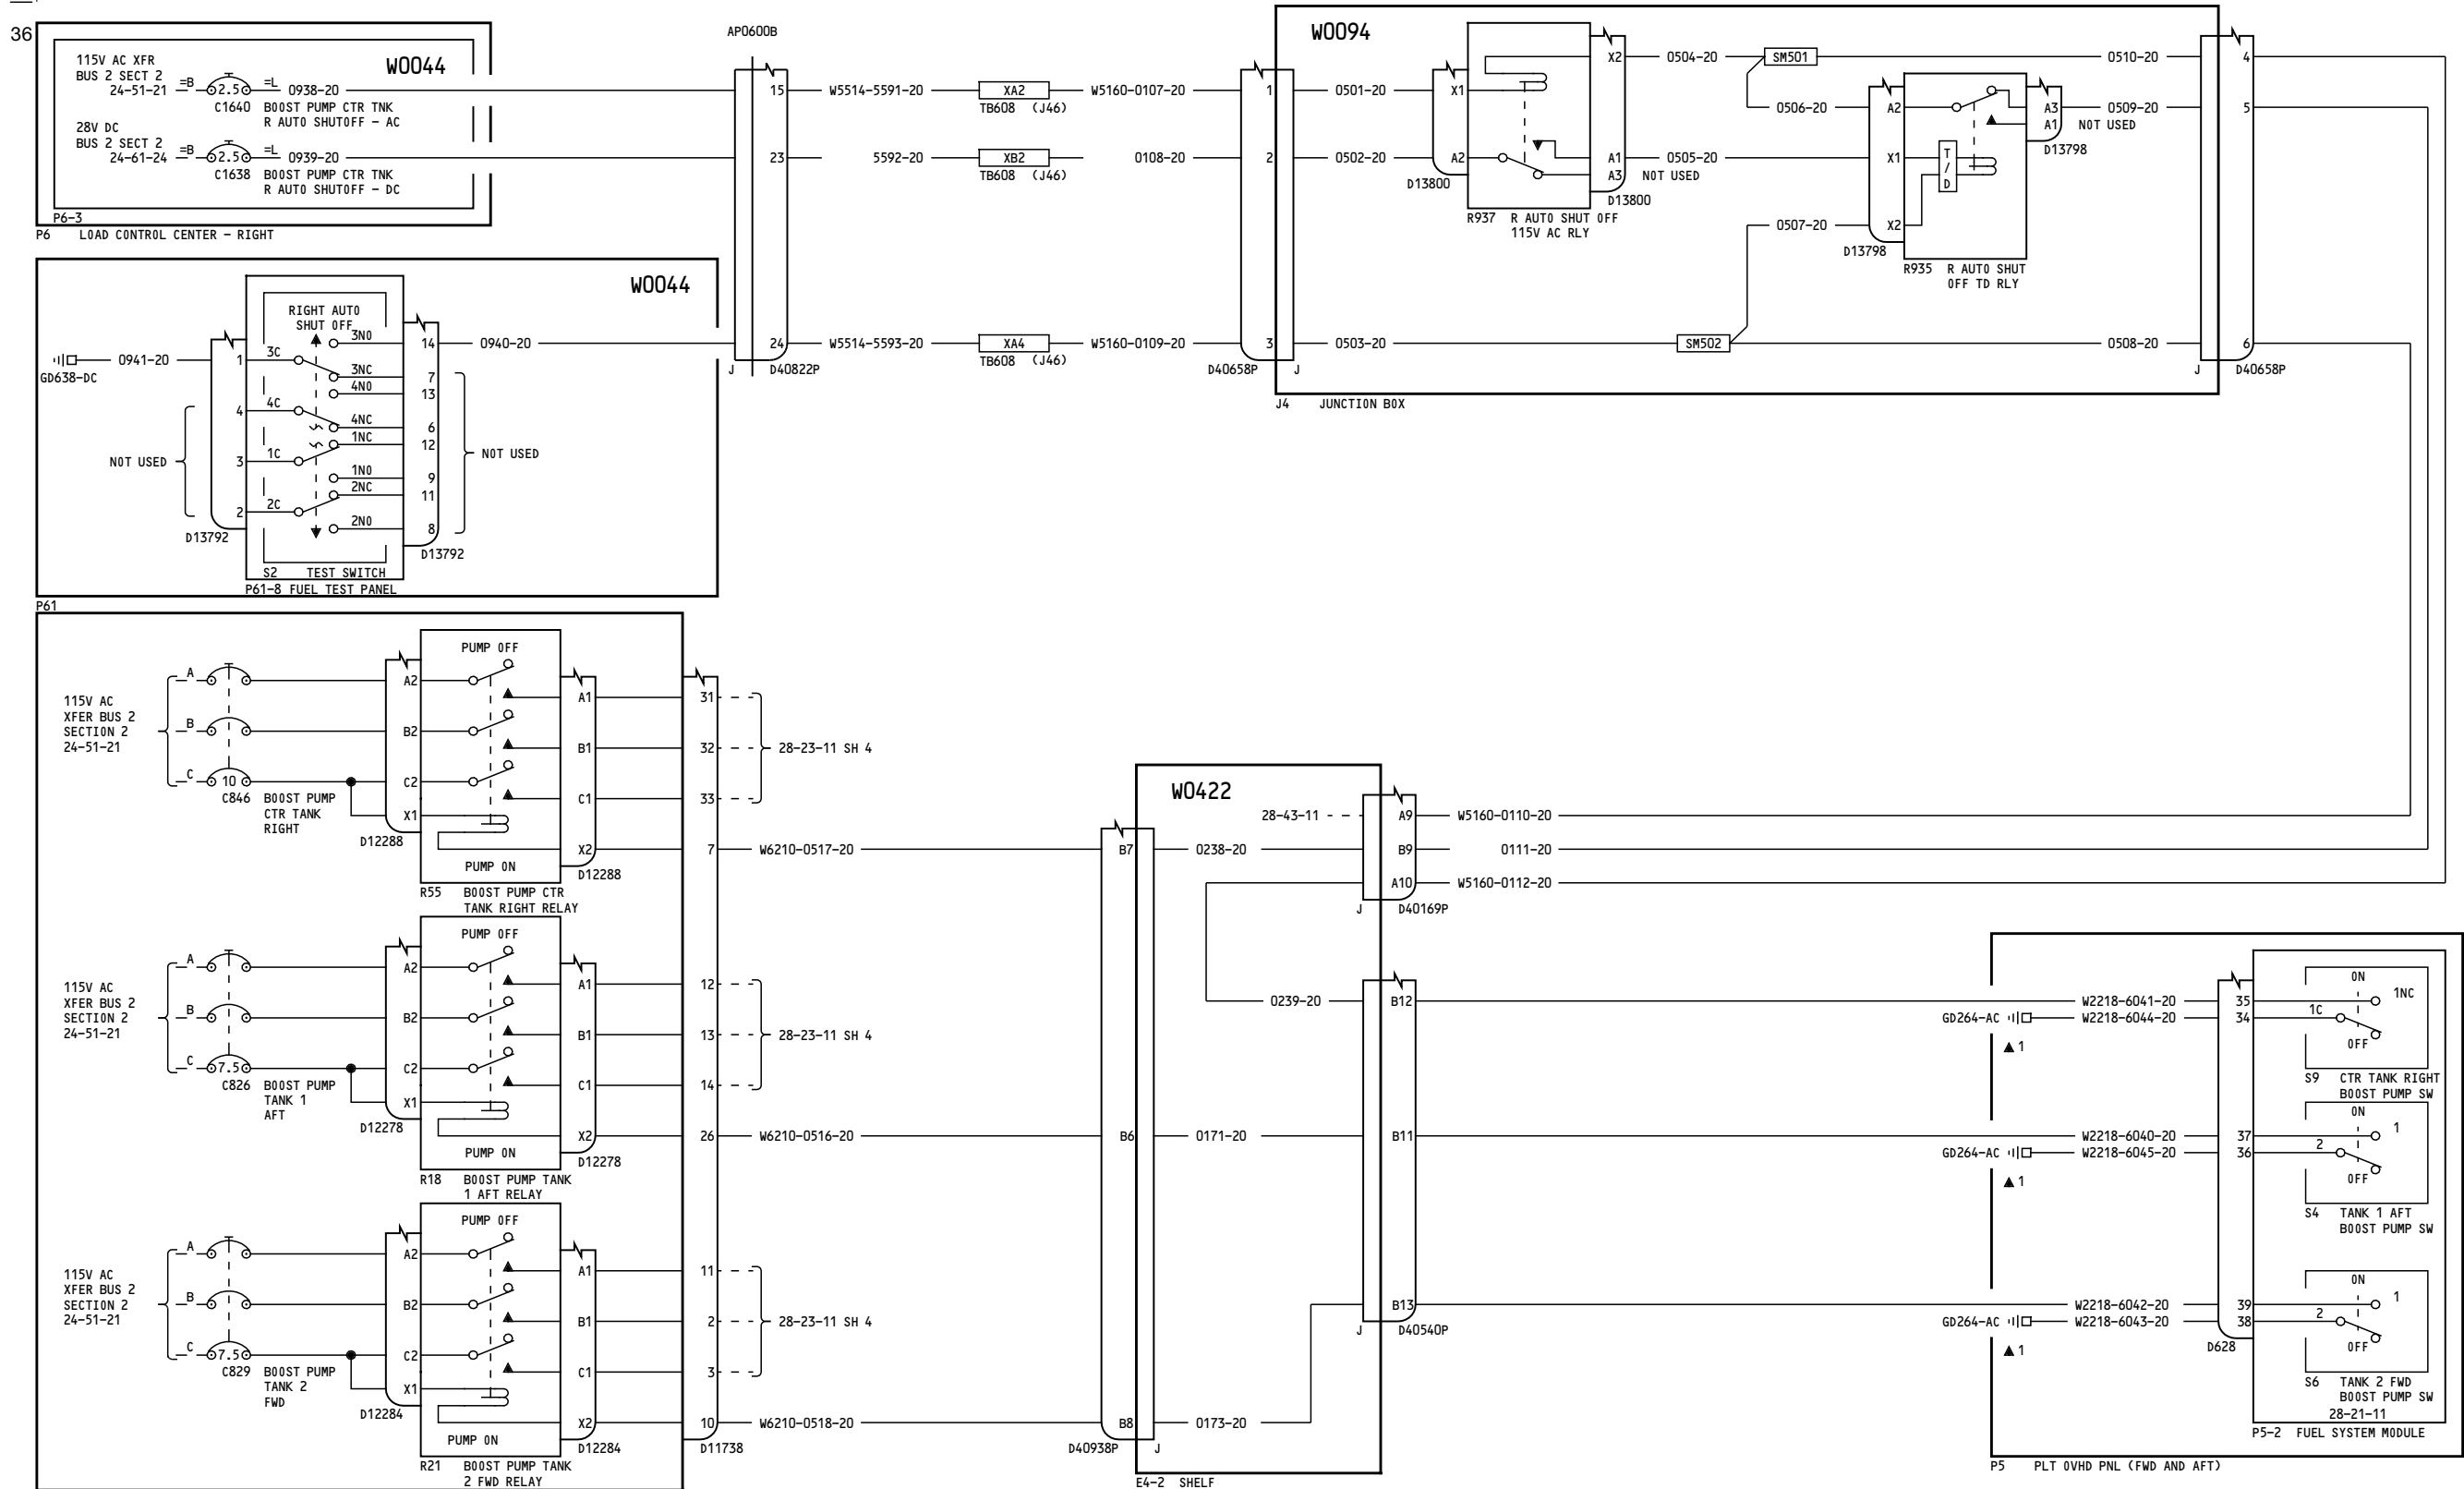 36
W0044
115V AC XFR
BUS 2 SECT 2
24-51-21
=B
2.5
=L
0938-20
C1640
BOOST PUMP CTR TNK
R AUTO SHUTOFF - AC
28V DC
BUS 2 SECT 2
24-61-24
=B
2.5
=L
0939-20
C1638
BOOST PUMP CTR TNK
R AUTO SHUTOFF - DC
P6-3
P6 LOAD CONTROL CENTER - RIGHT
AP0600B
15
W5514-5591-20
XA2
TB608 (J46)
W5160-0107-20
1
23
5592-20
XB2
TB608 (J46)
0108-20
2
24
W5514-5593-20
XA4
TB608 (J46)
W5160-0109-20
3
J
D40822P
D40658P
J
W0094
0501-20
X1
X2
0504-20
SM501
0510-20
4
0506-20
A2
A3
0509-20
5
A1
NOT USED
D13798
0502-20
A2
A1
0505-20
X1
T/D
A3
NOT USED
D13800
D13800
R937 R AUTO SHUT OFF
115V AC RLY
0507-20
X2
D13798
R935 R AUTO SHUT
OFF TD RLY
0503-20
SM502
0508-20
6
J
D40658P
J4 JUNCTION BOX
W0044
RIGHT AUTO
SHUT OFF
GD638-DC
0941-20
1
3C
3NO
14
0940-20
3NC
7
4NO
13
4
4C
4NC
6
1NC
12
NOT USED
3
1C
NOT USED
1NO
9
2NC
11
2
2C
2NO
8
D13792
D13792
S2 TEST SWITCH
P61-8 FUEL TEST PANEL
P61
PUMP OFF
115V AC
XFER BUS 2
SECTION 2
24-51-21
A
B
C
10
C846
BOOST PUMP
CTR TANK
RIGHT
A2
B2
C2
X1
D12288
A1
B1
C1
X2
D12288
PUMP ON
R55 BOOST PUMP CTR
TANK RIGHT RELAY
31
32
33
28-23-11 SH 4
7
W6210-0517-20
PUMP OFF
115V AC
XFER BUS 2
SECTION 2
24-51-21
A
B
C
7.5
C826
BOOST PUMP
TANK 1
AFT
A2
B2
C2
X1
D12278
A1
B1
C1
X2
D12278
PUMP ON
R18 BOOST PUMP TANK
1 AFT RELAY
12
13
14
28-23-11 SH 4
26
W6210-0516-20
PUMP OFF
115V AC
XFER BUS 2
SECTION 2
24-51-21
A
B
C
7.5
C829
BOOST PUMP
TANK 2
FWD
A2
B2
C2
X1
D12284
A1
B1
C1
X2
D12284
PUMP ON
R21 BOOST PUMP TANK
2 FWD RELAY
11
2
3
28-23-11 SH 4
10
W6210-0518-20
D11738
W0422
28-43-11
A9
W5160-0110-20
B7
0238-20
B9
0111-20
A10
W5160-0112-20
J
D40169P
0239-20
B12
B6
0171-20
B11
B13
J
D40540P
B8
0173-20
D40938P
J
E4-2 SHELF
W2218-6041-20
35
ON
1NC
GD264-AC
W2218-6044-20
34
1C
OFF
1
S9 CTR TANK RIGHT
BOOST PUMP SW
W2218-6040-20
37
ON
1
GD264-AC
W2218-6045-20
36
2
OFF
1
S4 TANK 1 AFT
BOOST PUMP SW
W2218-6042-20
39
ON
1
GD264-AC
W2218-6043-20
38
2
OFF
1
D628
S6 TANK 2 FWD
BOOST PUMP SW
28-21-11
P5-2 FUEL SYSTEM MODULE
P5 PLT OVHD PNL (FWD AND AFT)